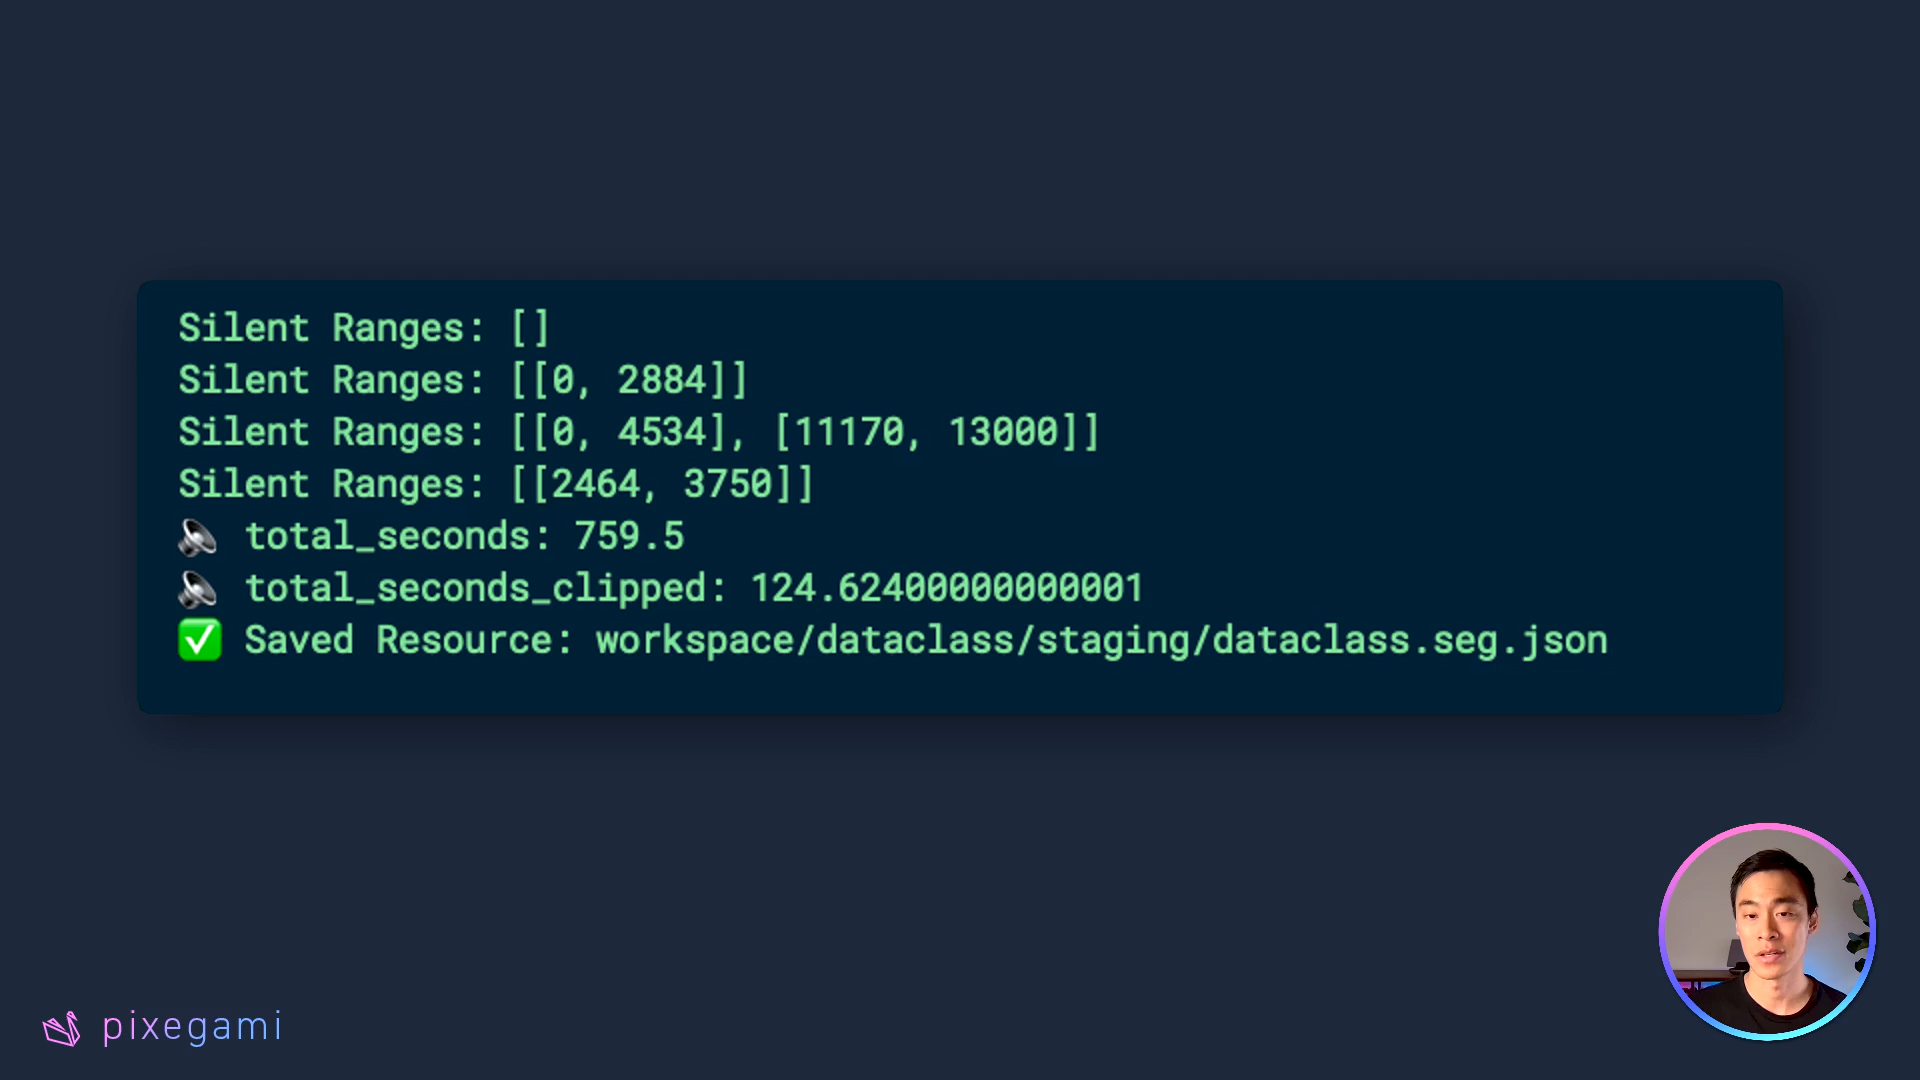 Silent Ranges: []
Silent Ranges: [[0, 2884]]
Silent Ranges: [[0, 4534], [11170, 13000]]
Silent Ranges: [[2464, 3750]]
🔈 total_seconds: 759.5
🔈 total_seconds_clipped: 124.62400000000001
✅ Saved Resource: workspace/dataclass/staging/dataclass.seg.json
pixegami